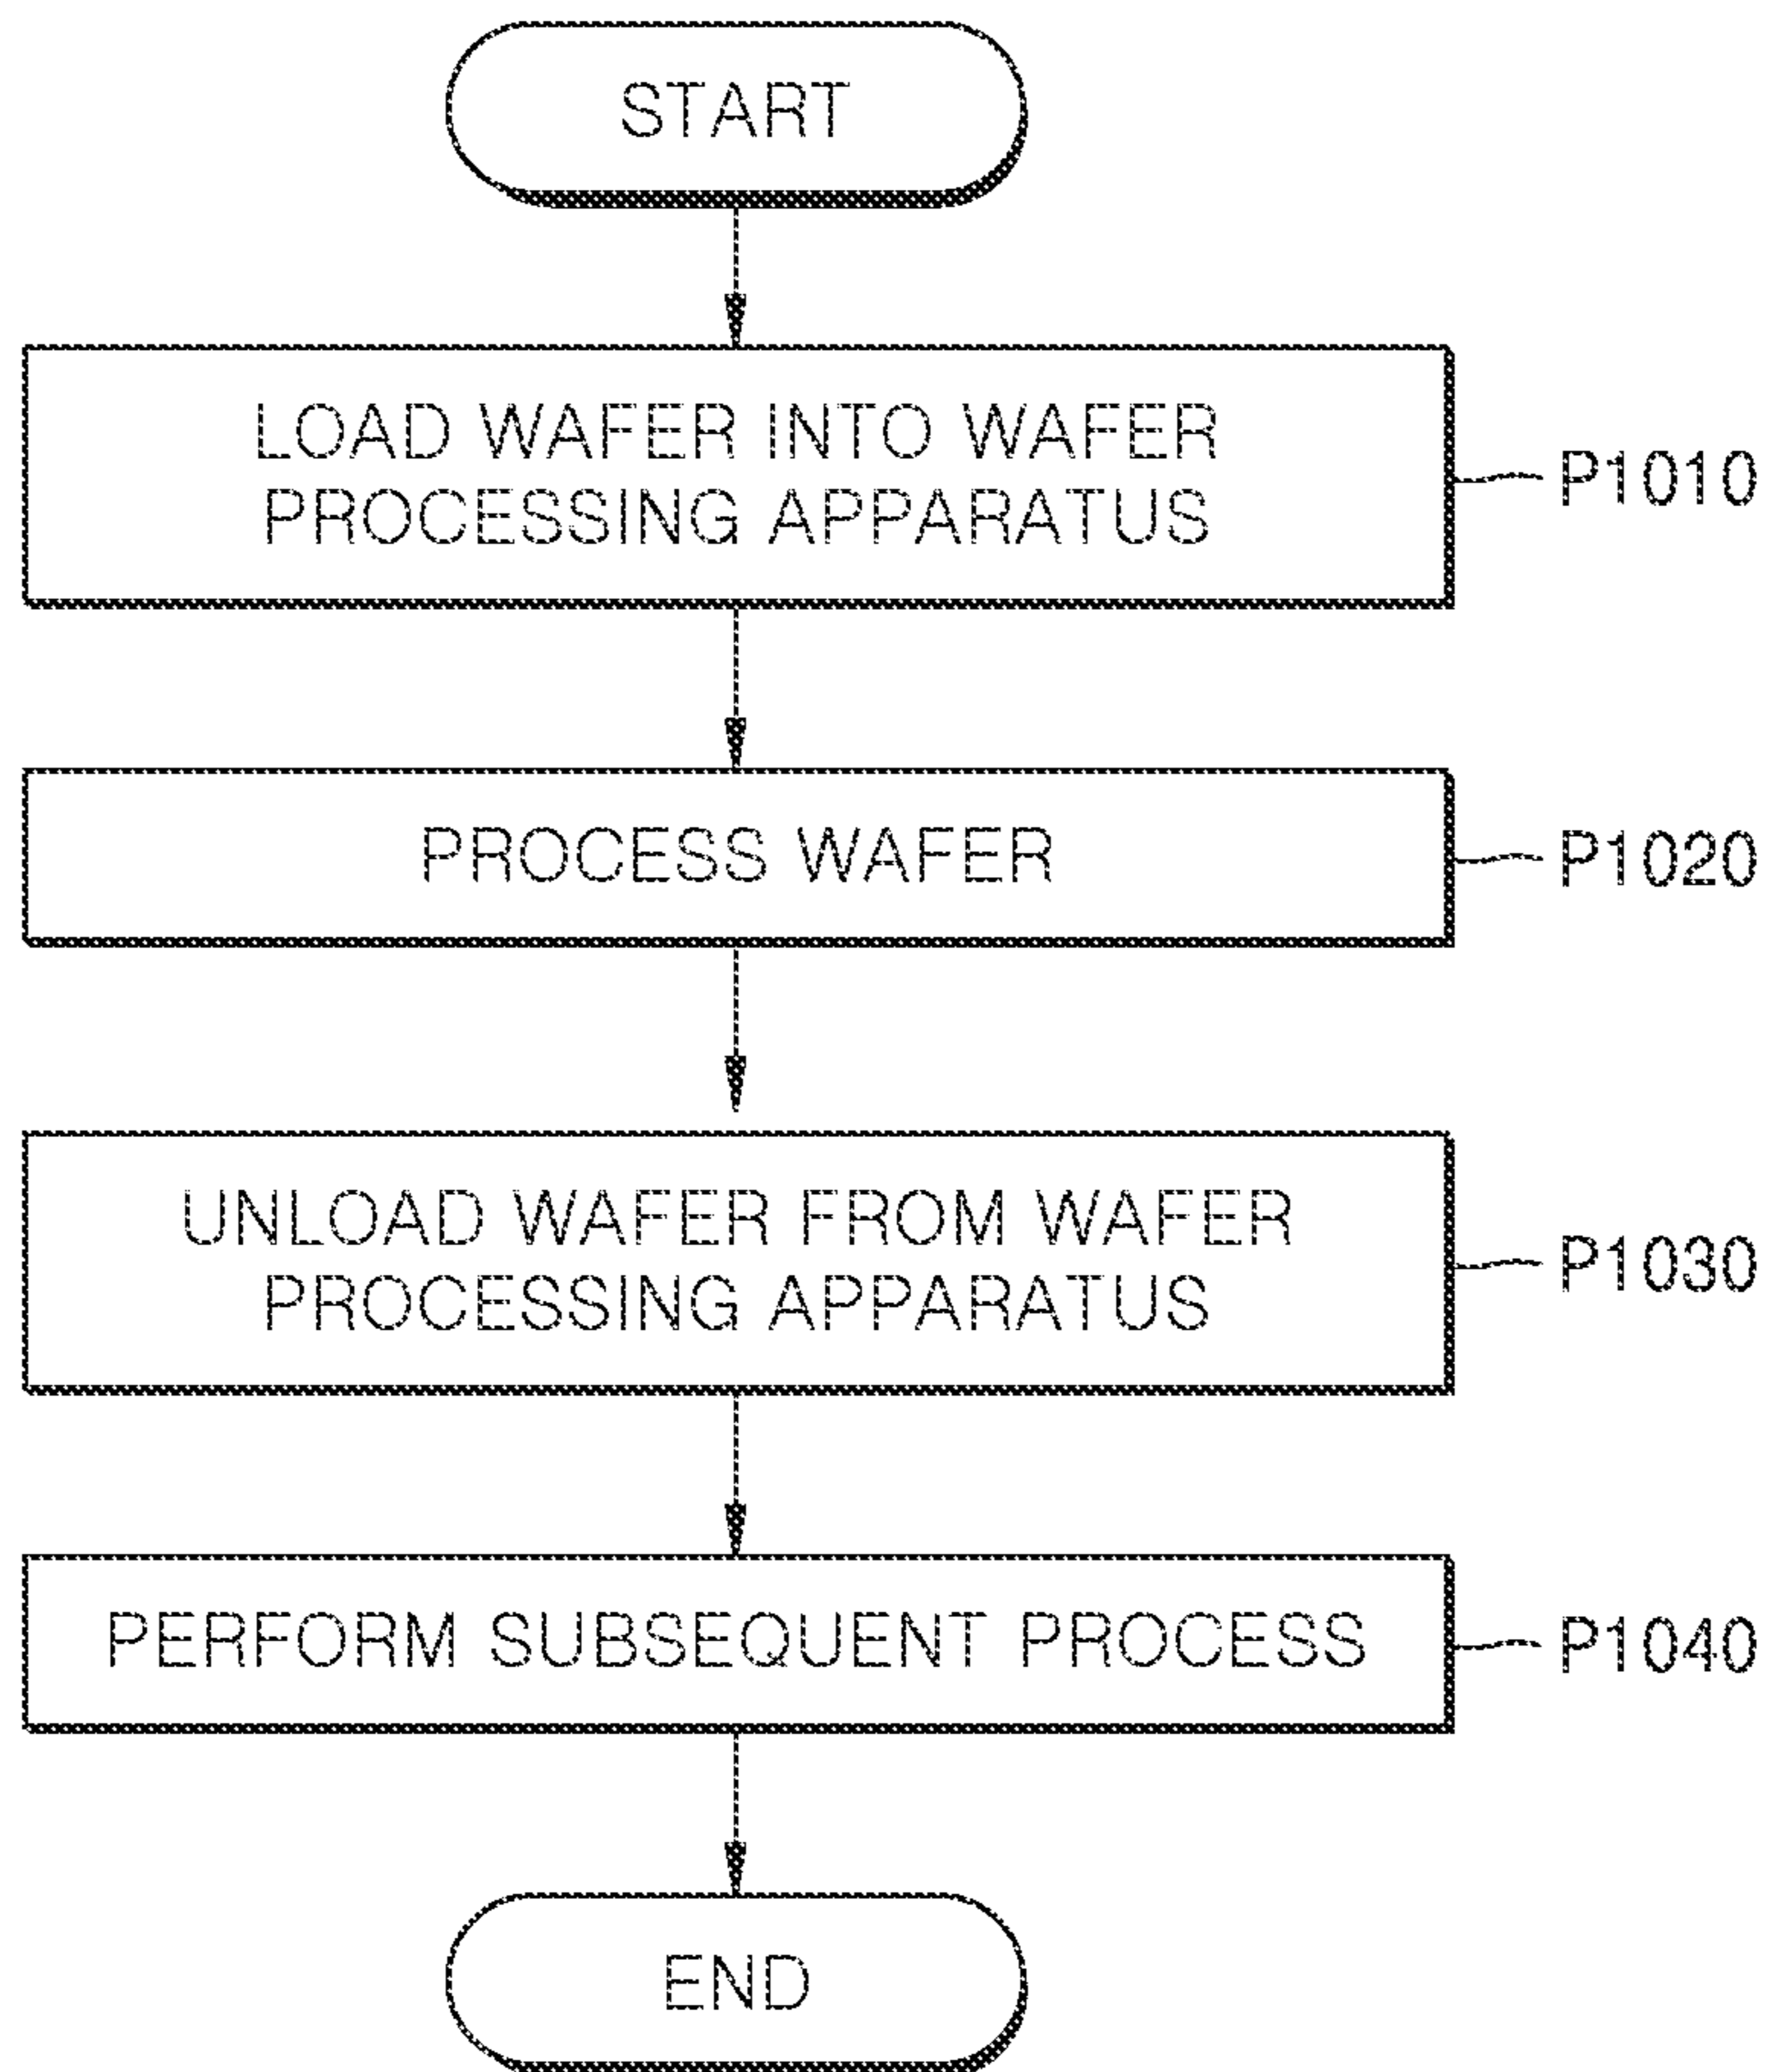 START
LOAD WAFER INTO WAFER
PROCESSING APPARATUS
P1010
PROCESS WAFER
P1020
UNLOAD WAFER FROM WAFER
PROCESSING APPARATUS
P1030
PERFORM SUBSEQUENT PROCESS
P1040
END